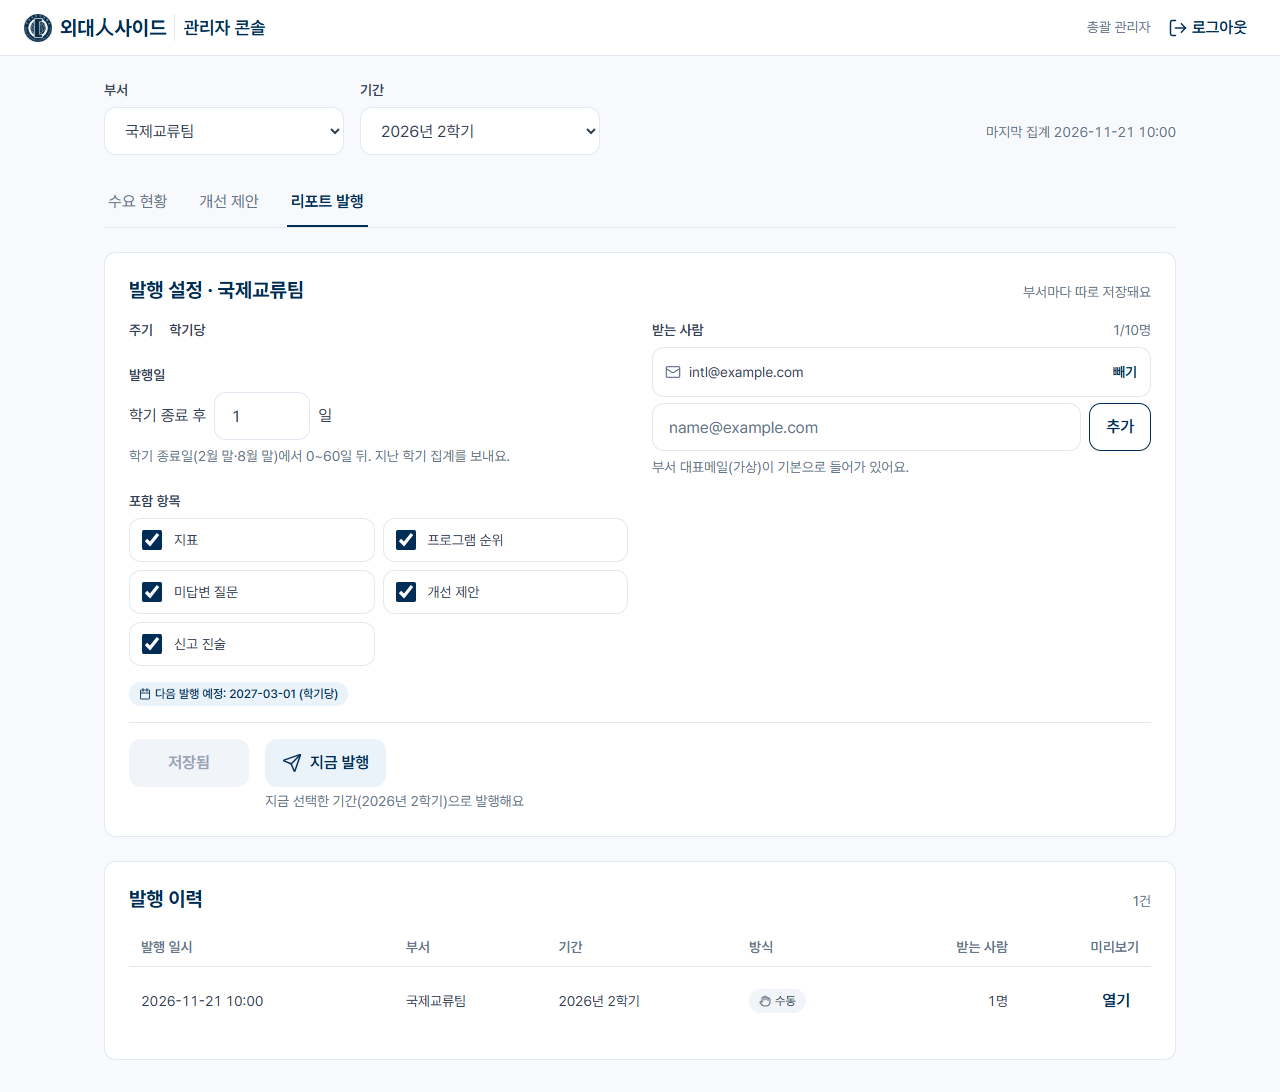 외대人사이드 관리자 콘솔
총괄 관리자 로그아웃
부서 기간
국제교류팀 2026년 2학기 마지막 집계 2026-11-21 10:00
수요 현황 개선 제안 리포트 발행
발행 설정 · 국제교류팀 부서마다 따로 저장돼요
주기 학기당
발행일
학기 종료 후 1 일
학기 종료일(2월 말·8월 말)에서 0~60일 뒤. 지난 학기 집계를 보내요.
포함 항목
지표 프로그램 순위
미답변 질문 개선 제안
신고 진술
받는 사람 1/10명
intl@example.com 빼기
name@example.com 추가
부서 대표메일(가상)이 기본으로 들어가 있어요.
다음 발행 예정: 2027-03-01 (학기당)
저장됨 지금 발행
지금 선택한 기간(2026년 2학기)으로 발행해요
발행 이력 1건
발행 일시 부서 기간 방식 받는 사람 미리보기
2026-11-21 10:00 국제교류팀 2026년 2학기 수동 1명 열기